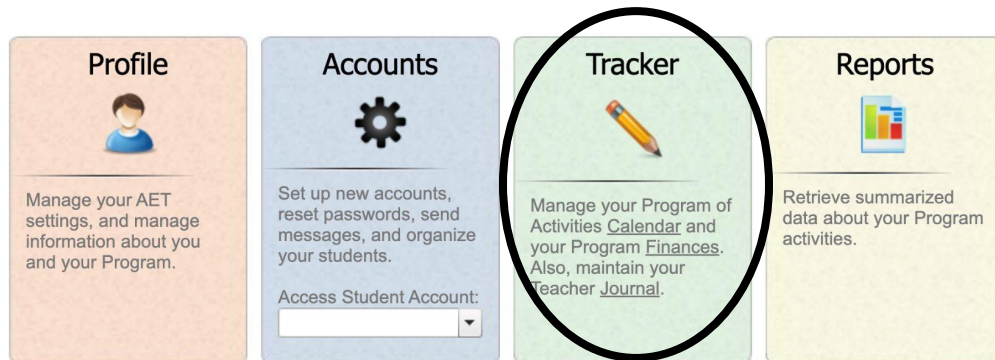 Profile
Manage your AET
settings, and manage
information about you
and your Program.
Accounts
Set up new accounts,
reset passwords, send
messages, and organize
your students.
Access Student Account:
Tracker
Manage your Program of
Activities Calendar and
your Program Finances.
Also, maintain your
Teacher Journal.
Reports
Retrieve summarized
data about your Program
activities.